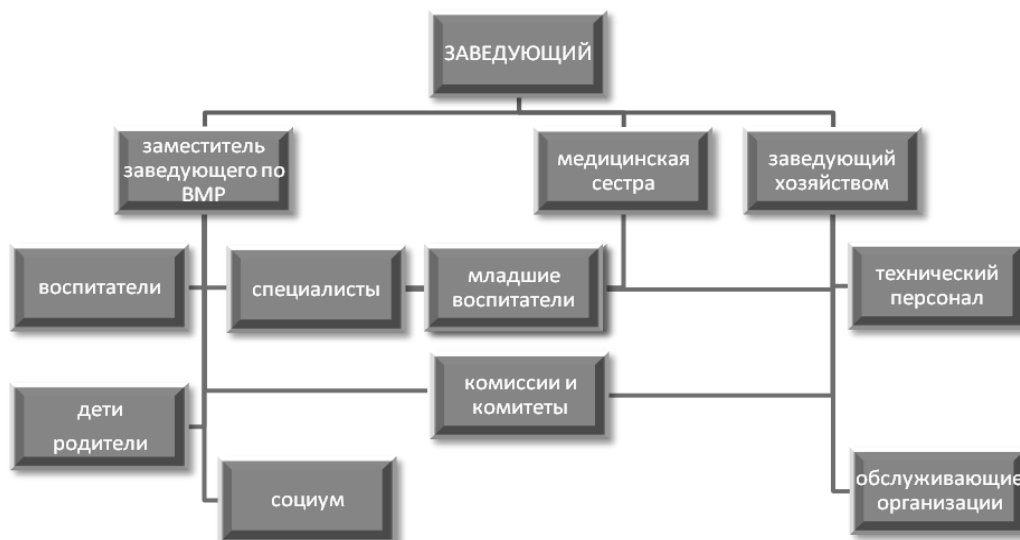 ЗАВЕДУЮЩИЙ
заместитель
заведующего по
ВМР
медицинская
сестра
заведующий
хозяйством
воспитатели
специалисты
младшие
воспитатели
технический
персонал
дети
родители
комиссии и
комитеты
социум
обслуживающие
организации